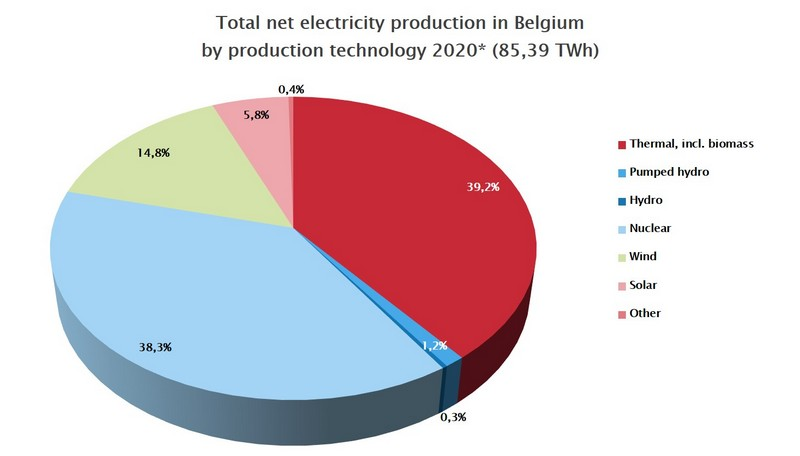 Total net electricity production in Belgium
by production technology 2020* (85,39 TWh)
0,4%
5,8%
14,8%
39,2%
38,3%
1,2%
0,3%
Thermal, incl. biomass
Pumped hydro
Hydro
Nuclear
Wind
Solar
Other